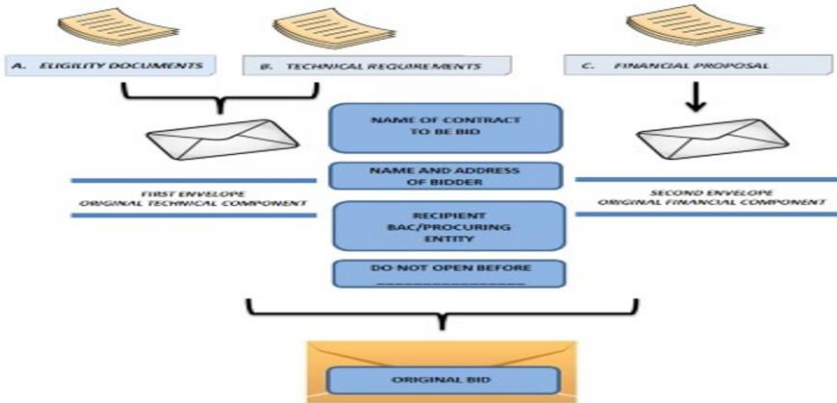 A. ELIGILITY DOCUMENTS
B. TECHNICAL REQUIREMENTS
C. FINANCIAL PROPOSAL
NAME OF CONTRACT
TO BE BID
NAME AND ADDRESS
OF BIDDER
FIRST ENVELOPE
ORIGINAL TECHNICAL COMPONENT
SECOND ENVELOPE
ORIGINAL FINANCIAL COMPONENT
RECIPIENT
BAC/PROCURING
ENTITY
DO NOT OPEN BEFORE
________________
ORIGINAL BID